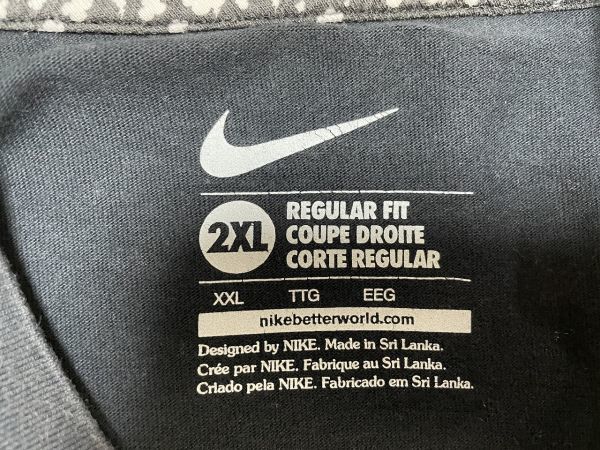 2XL
REGULAR FIT
COUPE DROITE
CORTE REGULAR
XXL TTG EEG
nikebetterworld.com
Designed by NIKE. Made in Sri Lanka.
Crée par NIKE. Fabrique au Sri Lanka.
Criado pela NIKE. Fabricado em Sri Lanka.